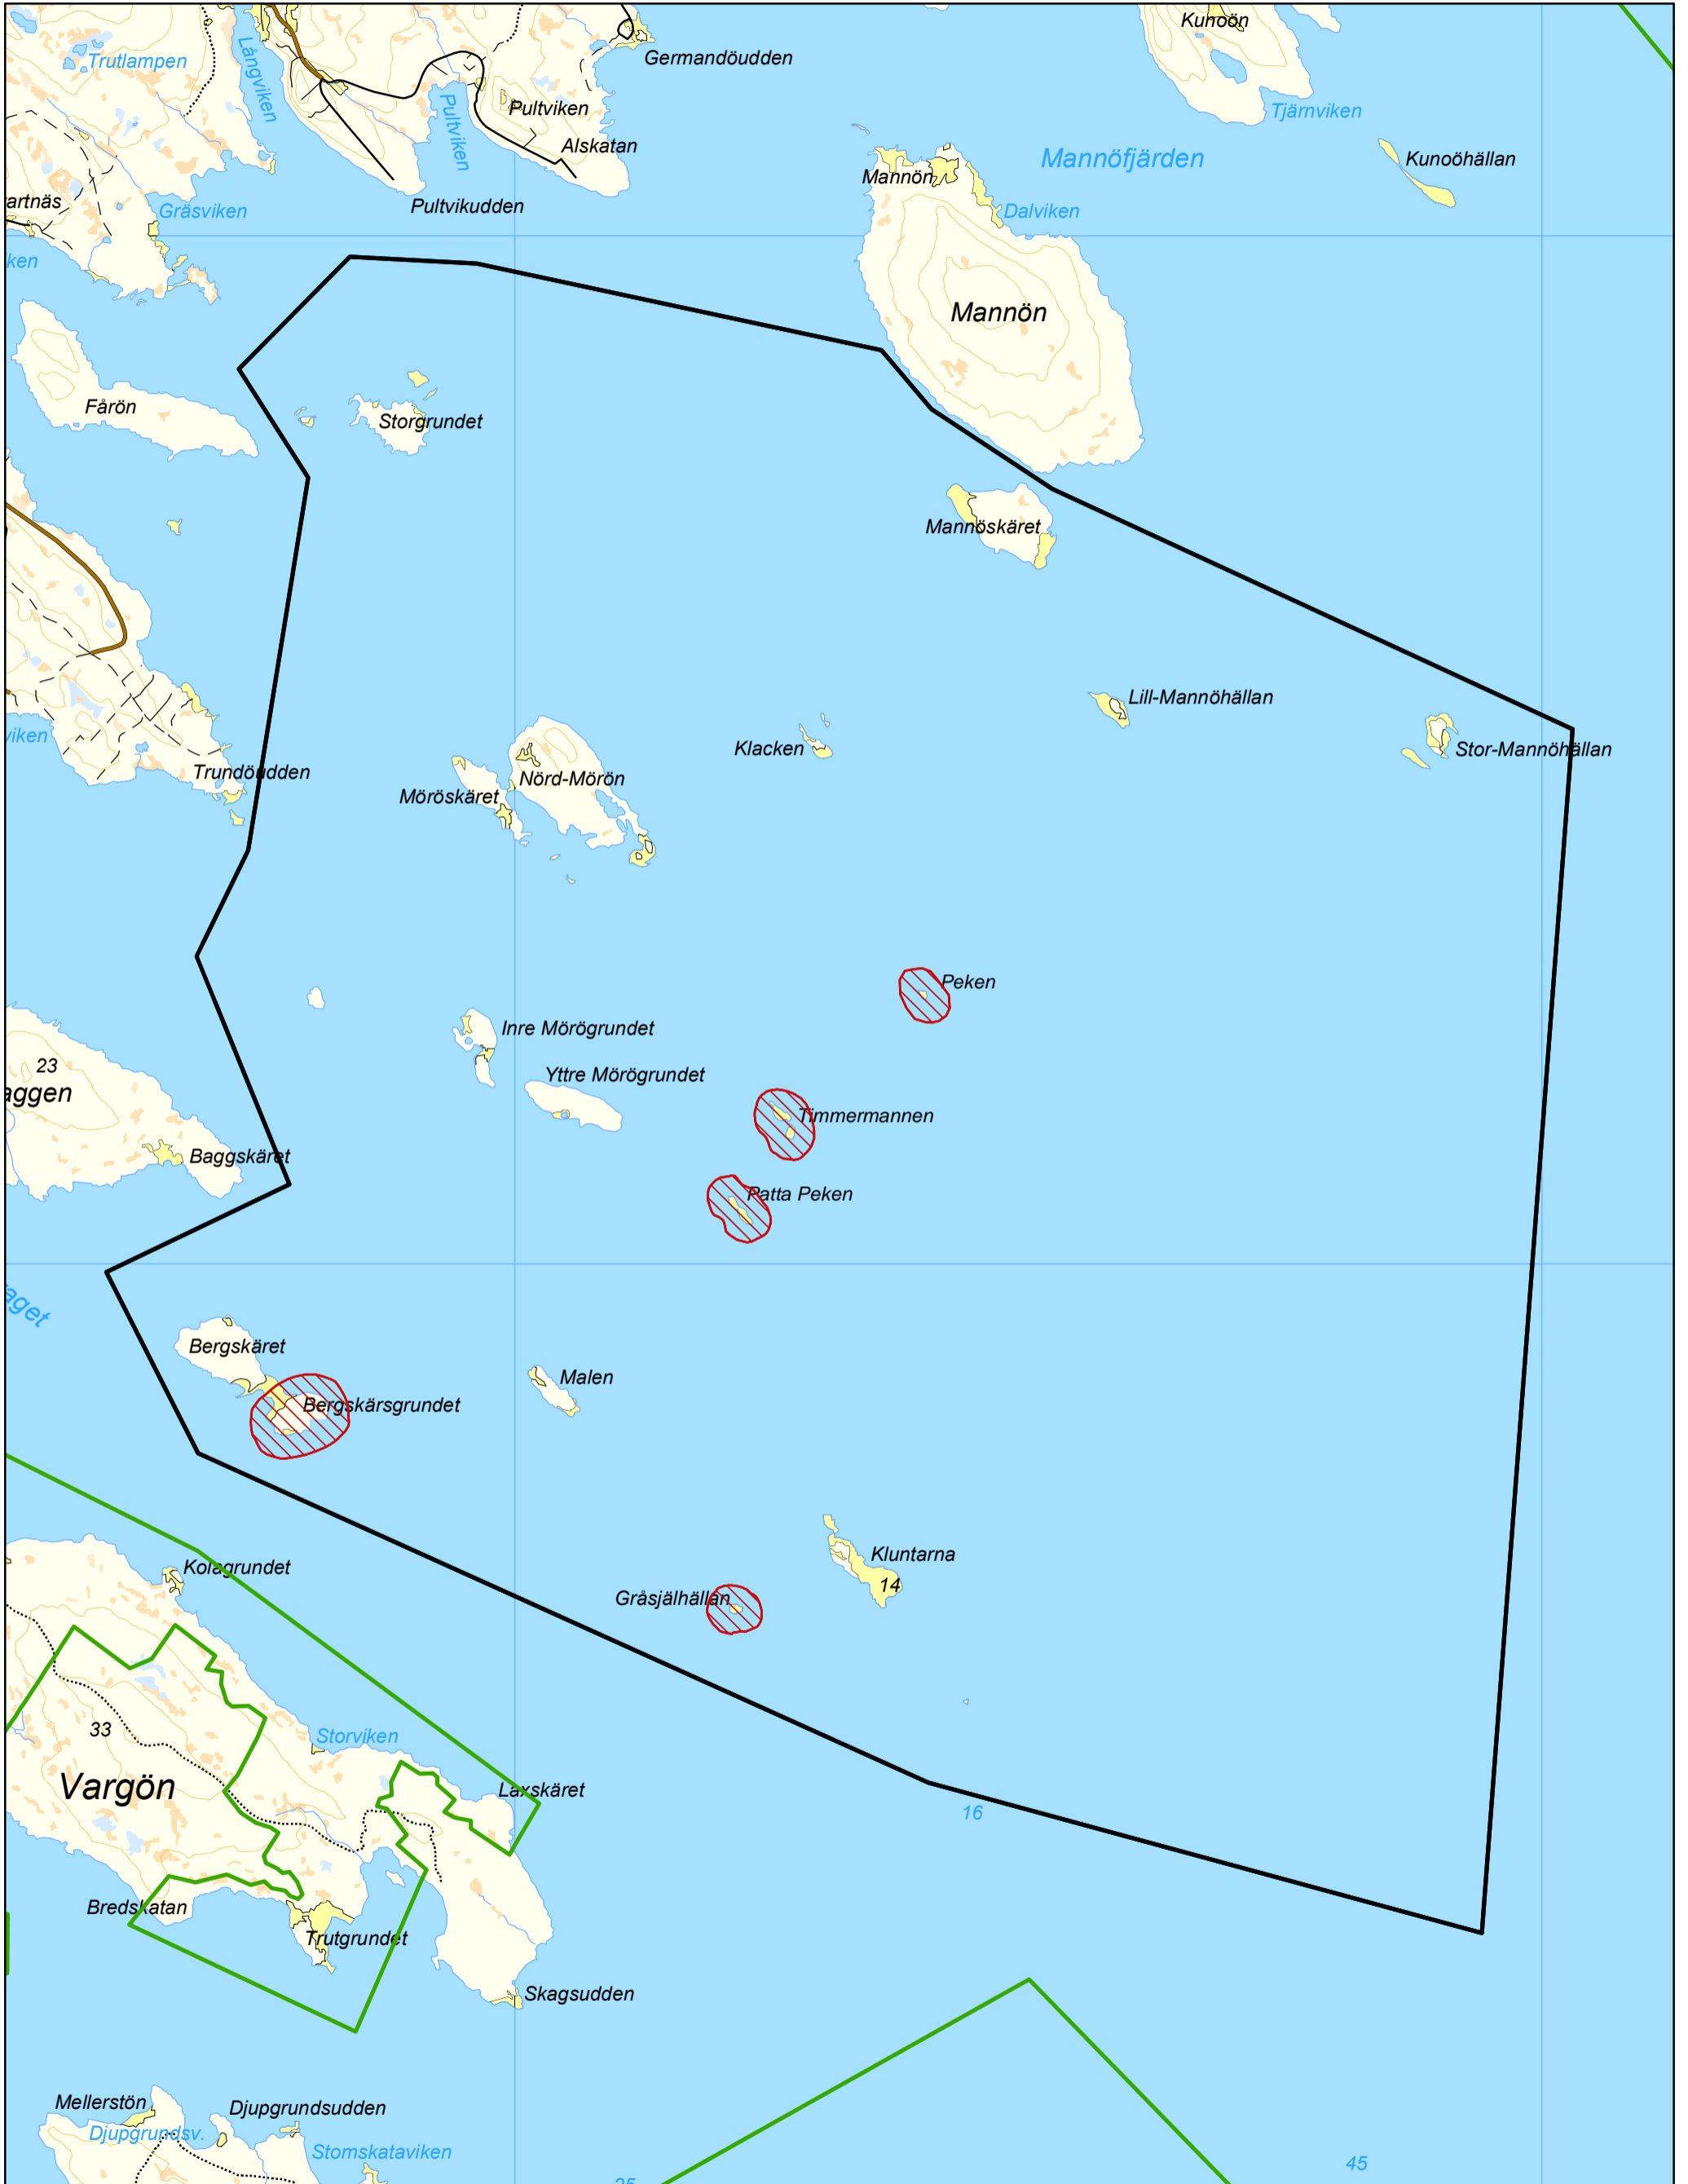 Kunoön
Trutlampen
Långviken
Germandöudden
Pultviken
Pultviken
Tjärnviken
Alskatan
Mannöfjärden
Kunoöhällan
Mannön
artnäs
Gräsviken
Pultvikudden
Dalviken
ken
Mannön
Fårön
Storgrundet
Mannöskäret
Lill-Mannöhällan
viken
Klacken
Stor-Mannöhällan
Trundöudden
Nörd-Mörön
Möröskäret
Peken
Inre Mörögrundet
23
Yttre Mörögrundet
aggen
Timmermannen
Baggskäret
Patta Peken
aget
Bergskäret
Malen
Bergskärsgrundet
Kluntarna
Kolagrundet
14
Gråsjälhällan
33
Storviken
Vargön
Laxskäret
16
Bredskatan
Trutgrundet
Skagsudden
Mellerstön
Djupgrundsudden
Djupgrundsv.
Stomskataviken
45